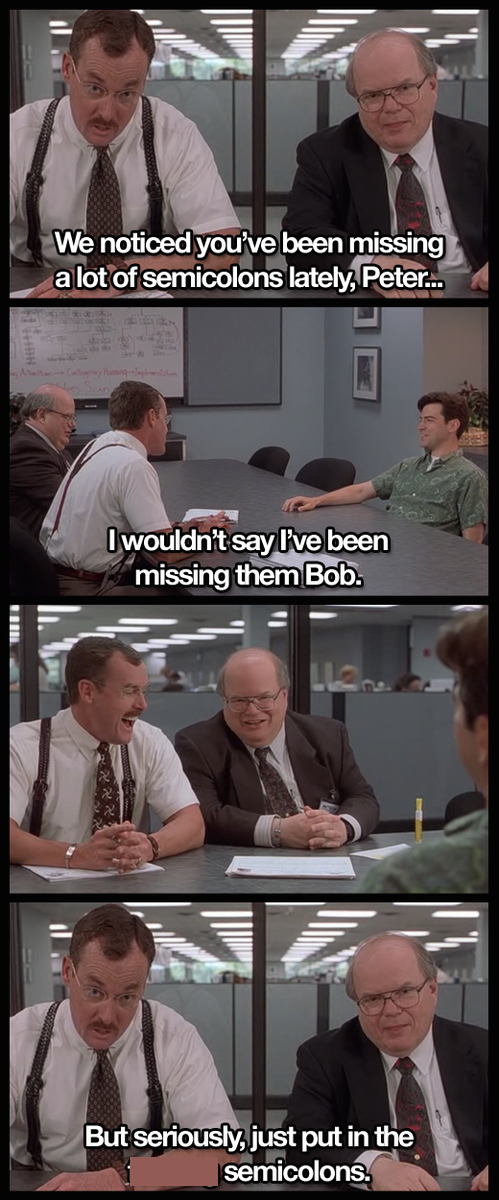 We noticed you've been missing
a lot of semicolons lately, Peter...
I wouldn't say I've been
missing them Bob.
But seriously, just put in the
semicolons.